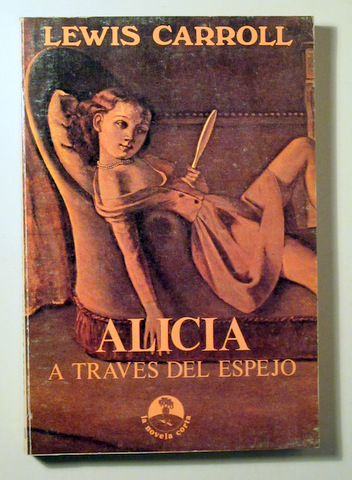 LEWIS CARROLL
ALICIA
A TRAVES DEL ESPEJO
la novela corta